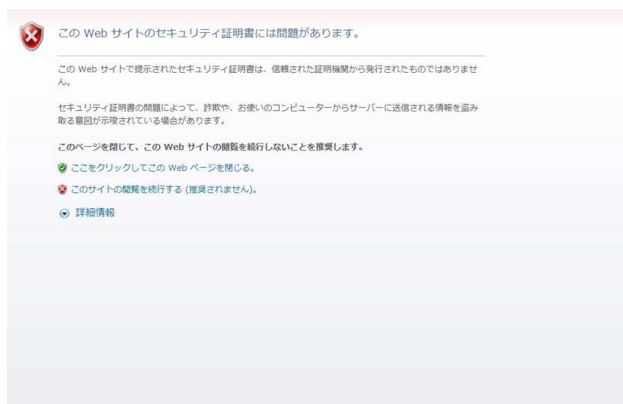 この Web サイトのセキュリティ証明書には問題があります。
この Web サイトで提示されたセキュリティ証明書は、信頼された証明機関から発行されたものではありませ
ん。
セキュリティ証明書の問題によって、詐欺や、お使いのコンピューターからサーバーに送信される情報を盗み
取る意図が示唆されている場合があります。
このページを閉じて、この Web サイトの閲覧を続行しないことを推奨します。
ここをクリックしてこの Web ページを閉じる。
このサイトの閲覧を続行する (推奨されません)。
詳細情報